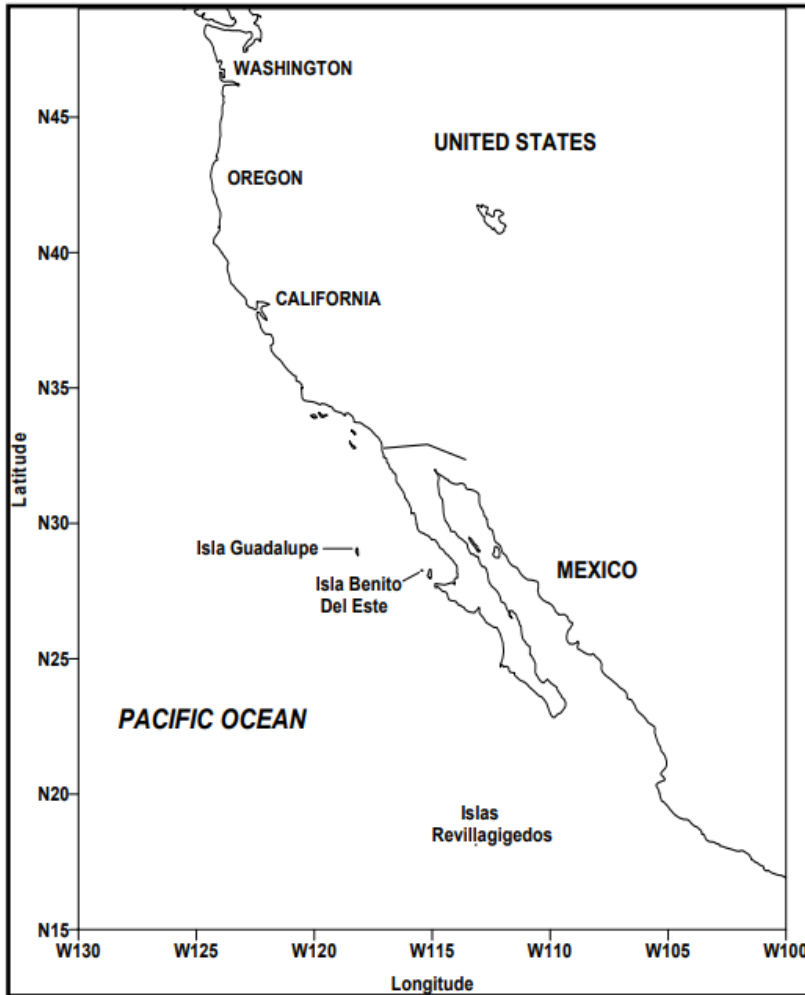 WASHINGTON
N45
UNITED STATES
OREGON
N40
CALIFORNIA
N35
Latitude
N30
Isla Guadalupe
Isla Benito
Del Este
MEXICO
N25
PACIFIC OCEAN
N20
Islas
Revillagigedos
N15
W130 W125 W120 W115 W110 W105 W100
Longitude